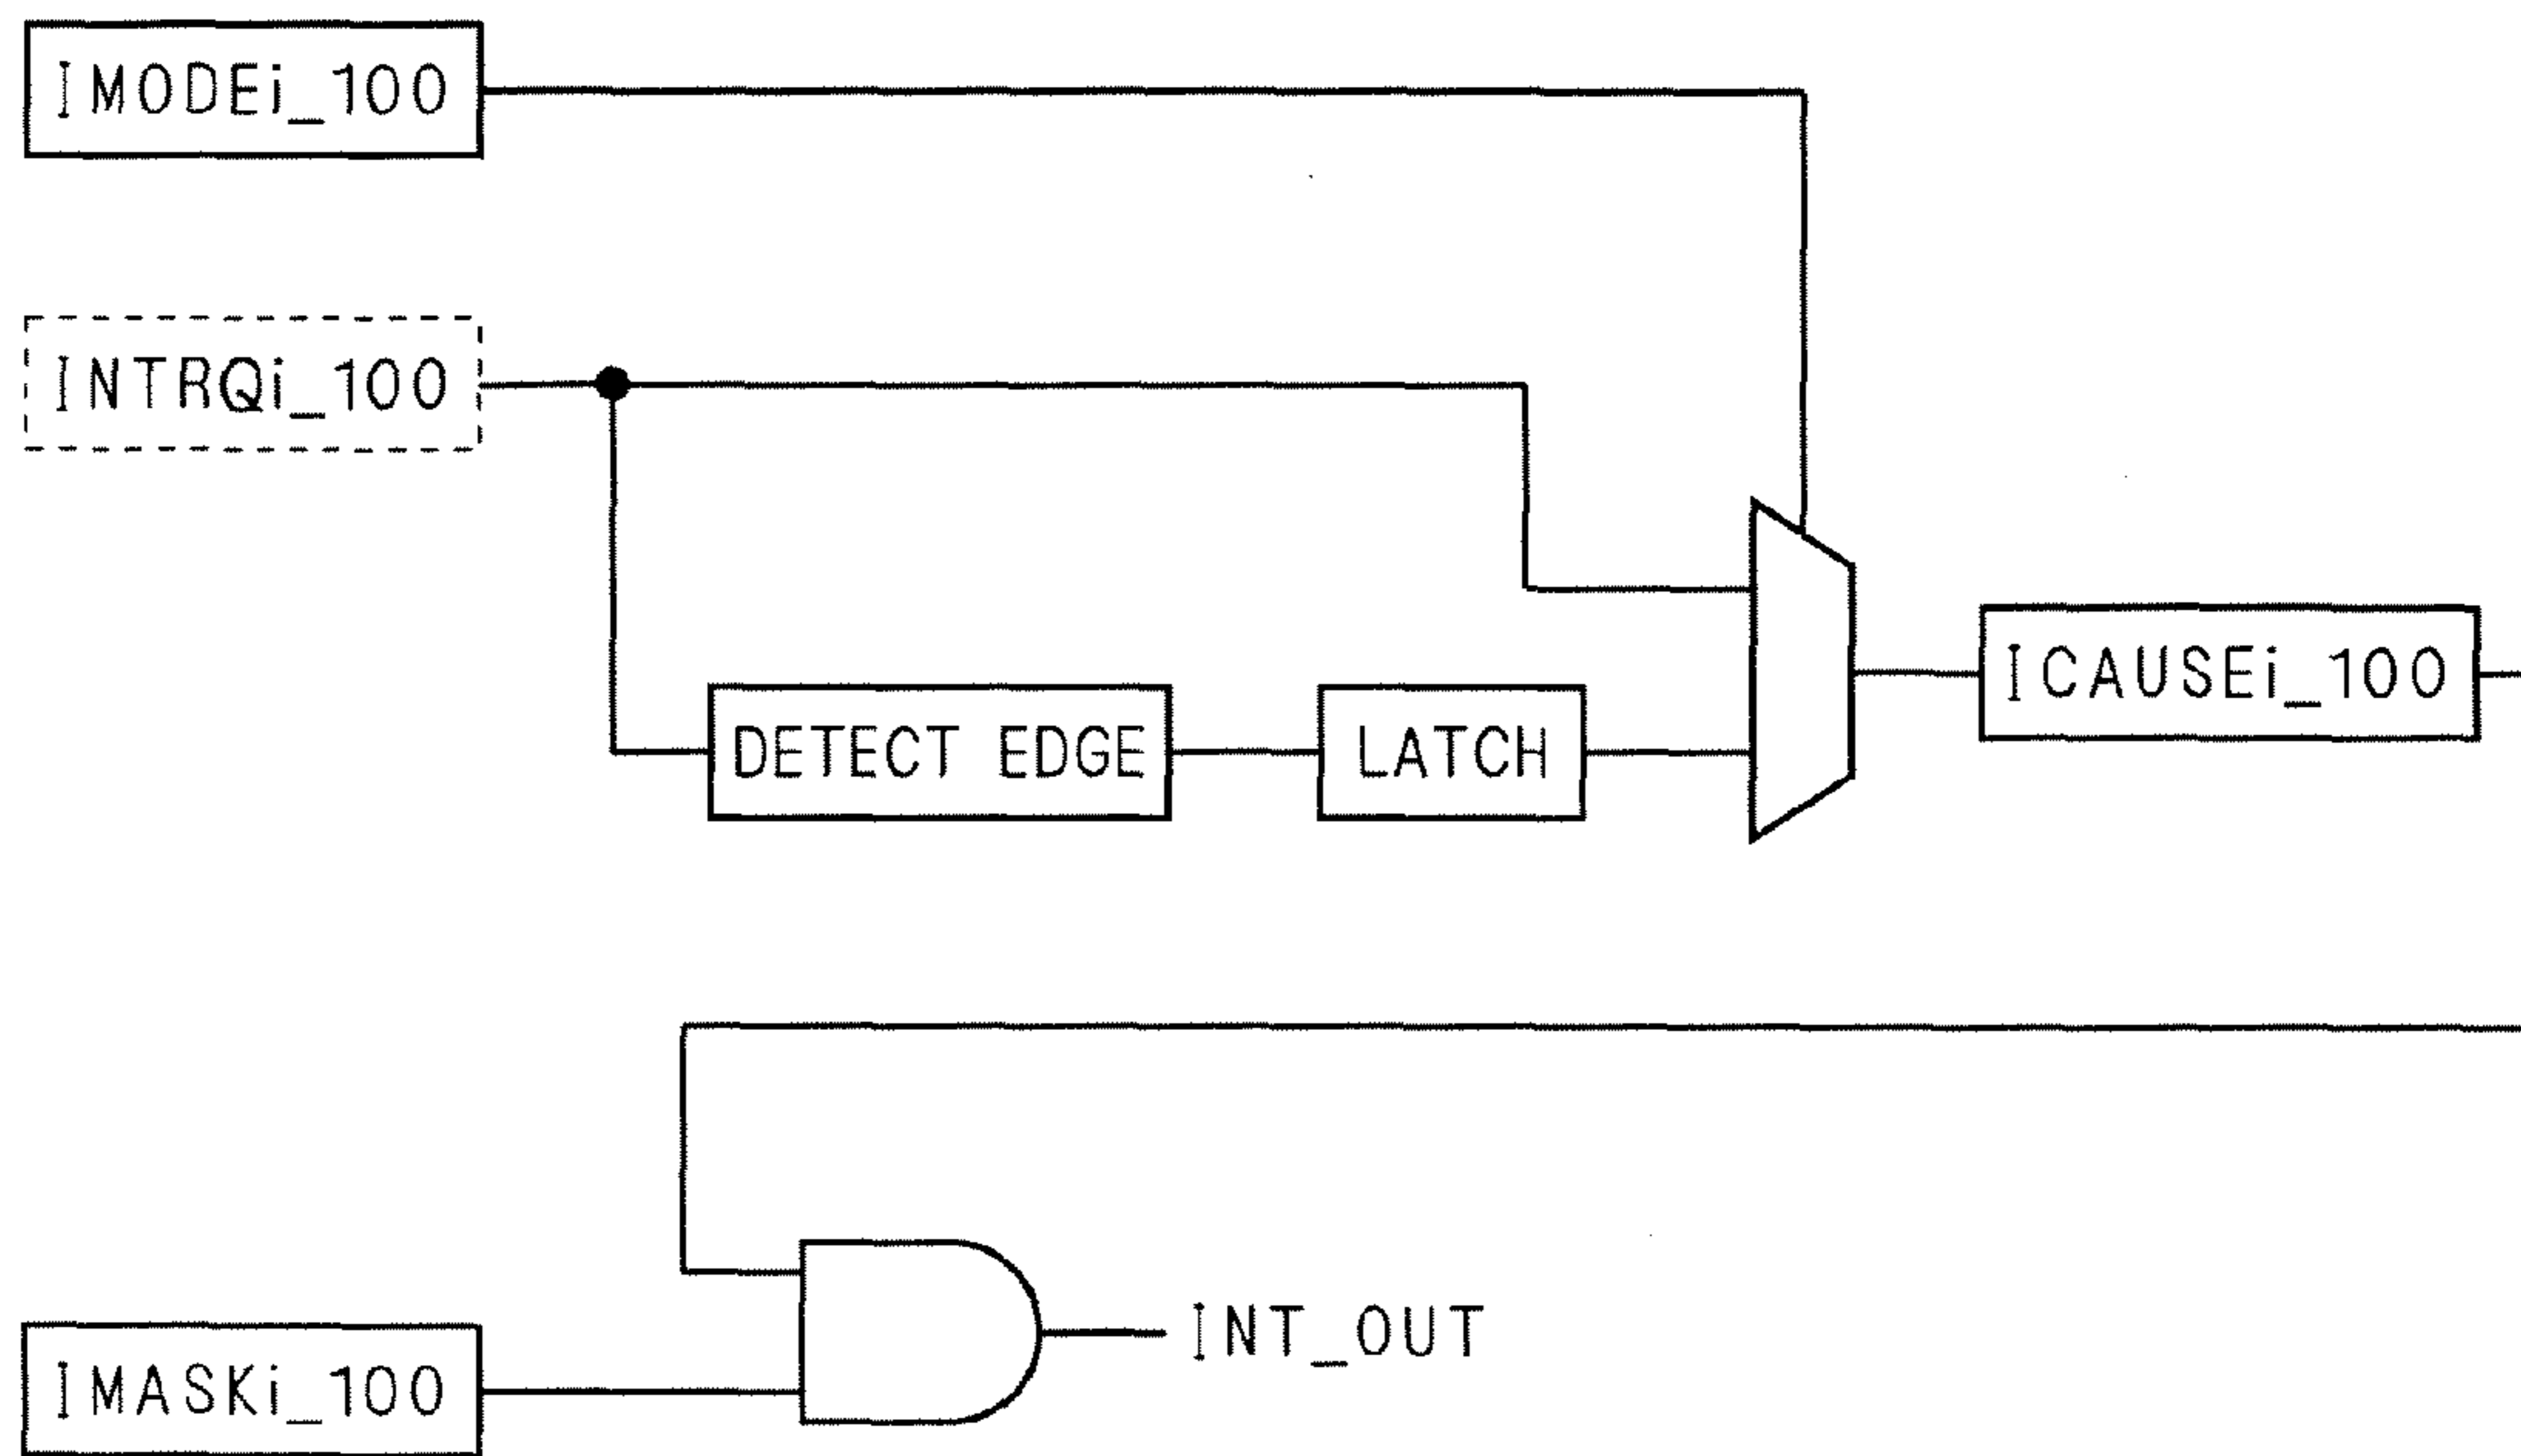 IMODEi_100
INTRQi_100
DETECT EDGE
LATCH
ICAUSEi_100
INT_OUT
IMASKi_100